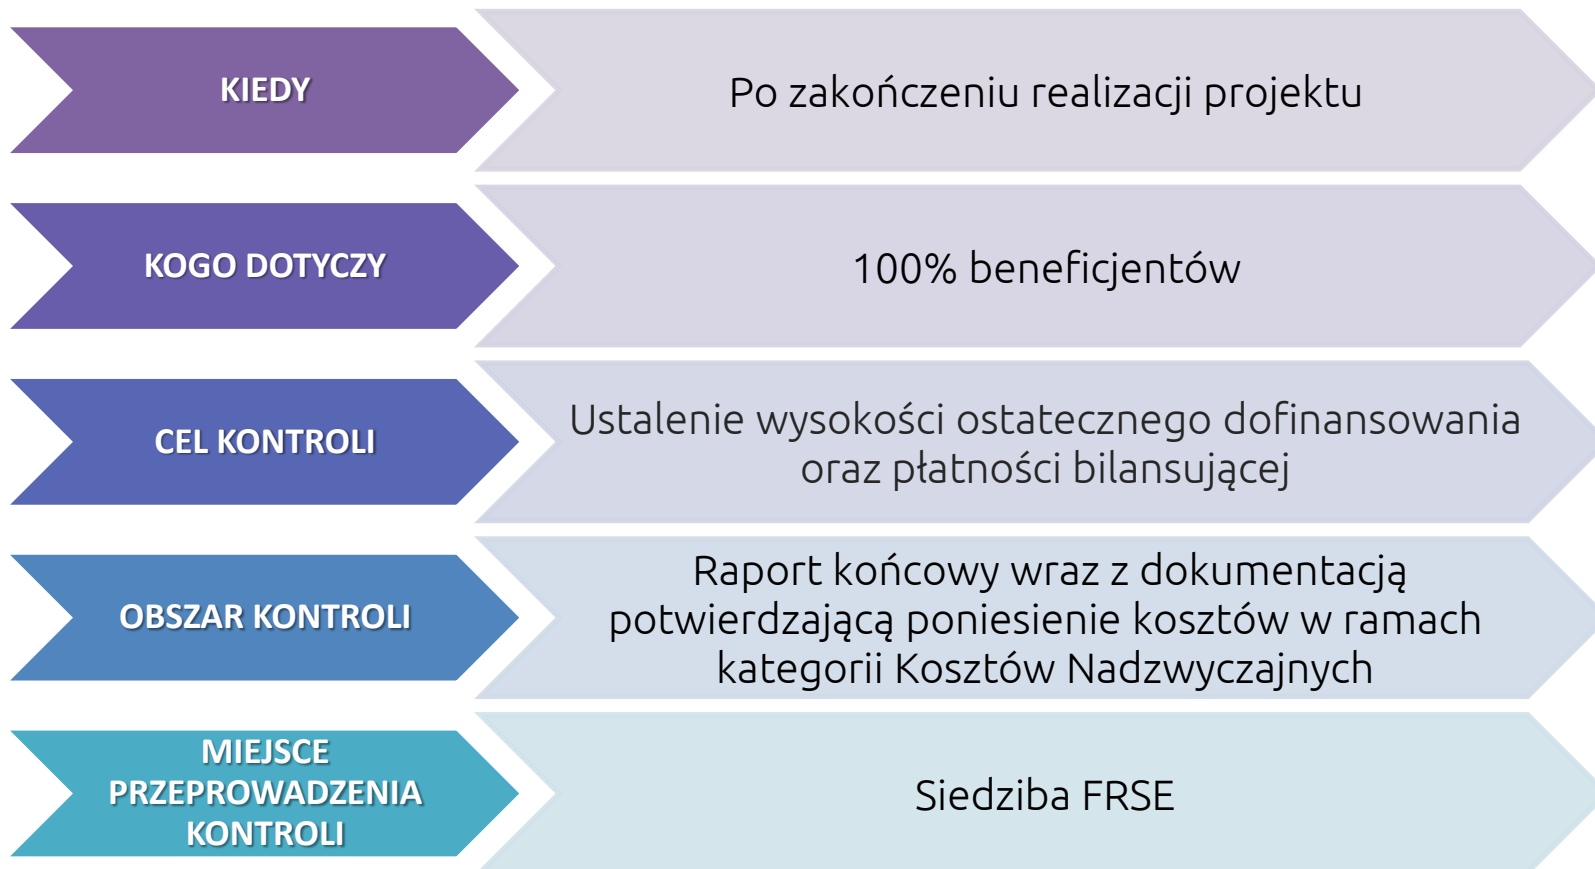 KIEDY
Po zakończeniu realizacji projektu
KOGO DOTYCZY
100% beneficjentów
CEL KONTROLI
Ustalenie wysokości ostatecznego dofinansowania
oraz płatności bilansującej
OBSZAR KONTROLI
Raport końcowy wraz z dokumentacją
potwierdzającą poniesienie kosztów w ramach
kategorii Kosztów Nadzwyczajnych
MIEJSCE
PRZEPROWADZENIA
KONTROLI
Siedziba FRSE